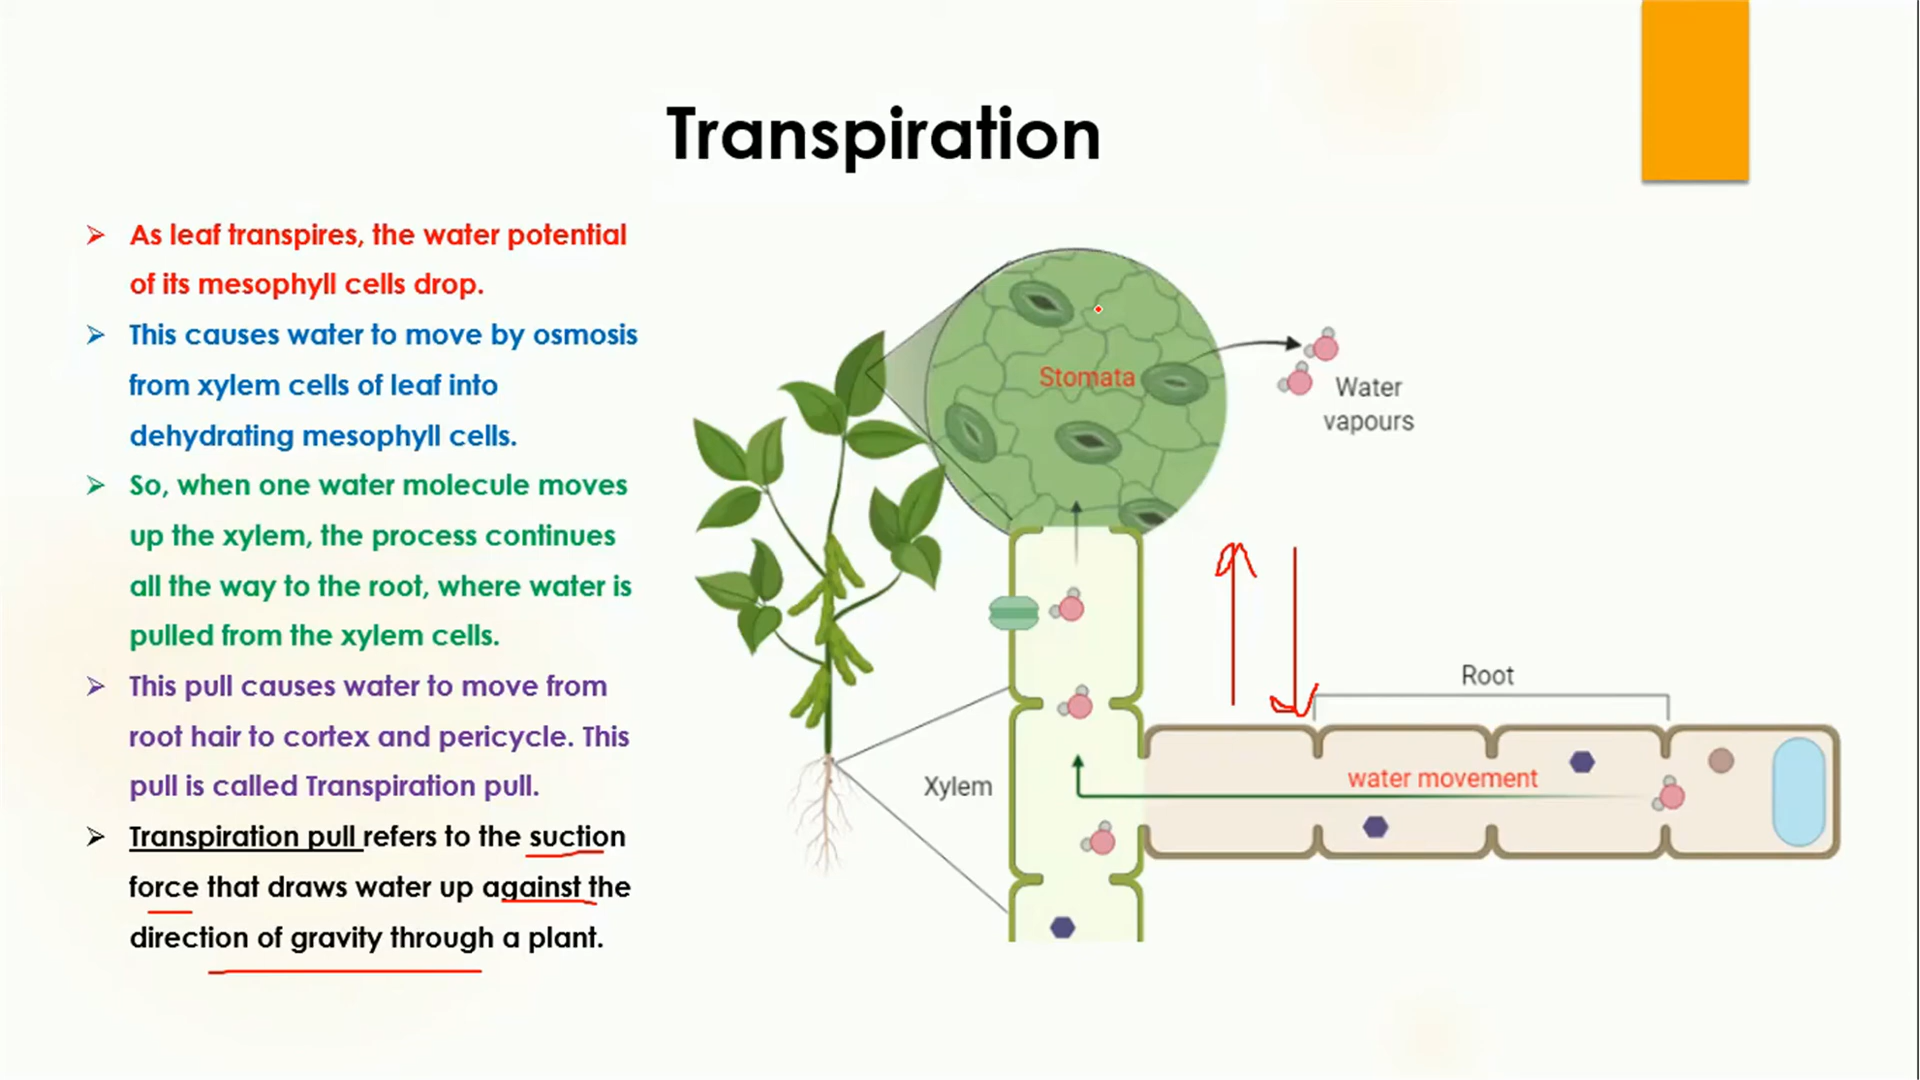 Transpiration
➢ As leaf transpires, the water potential
of its mesophyll cells drop.
➢ This causes water to move by osmosis
from xylem cells of leaf into
dehydrating mesophyll cells.
➢ So, when one water molecule moves
up the xylem, the process continues
all the way to the root, where water is
pulled from the xylem cells.
➢ This pull causes water to move from
root hair to cortex and pericycle. This
pull is called Transpiration pull.
➢ Transpiration pull refers to the suction
force that draws water up against the
direction of gravity through a plant.
Stomata
Water
vapours
Root
Xylem
water movement